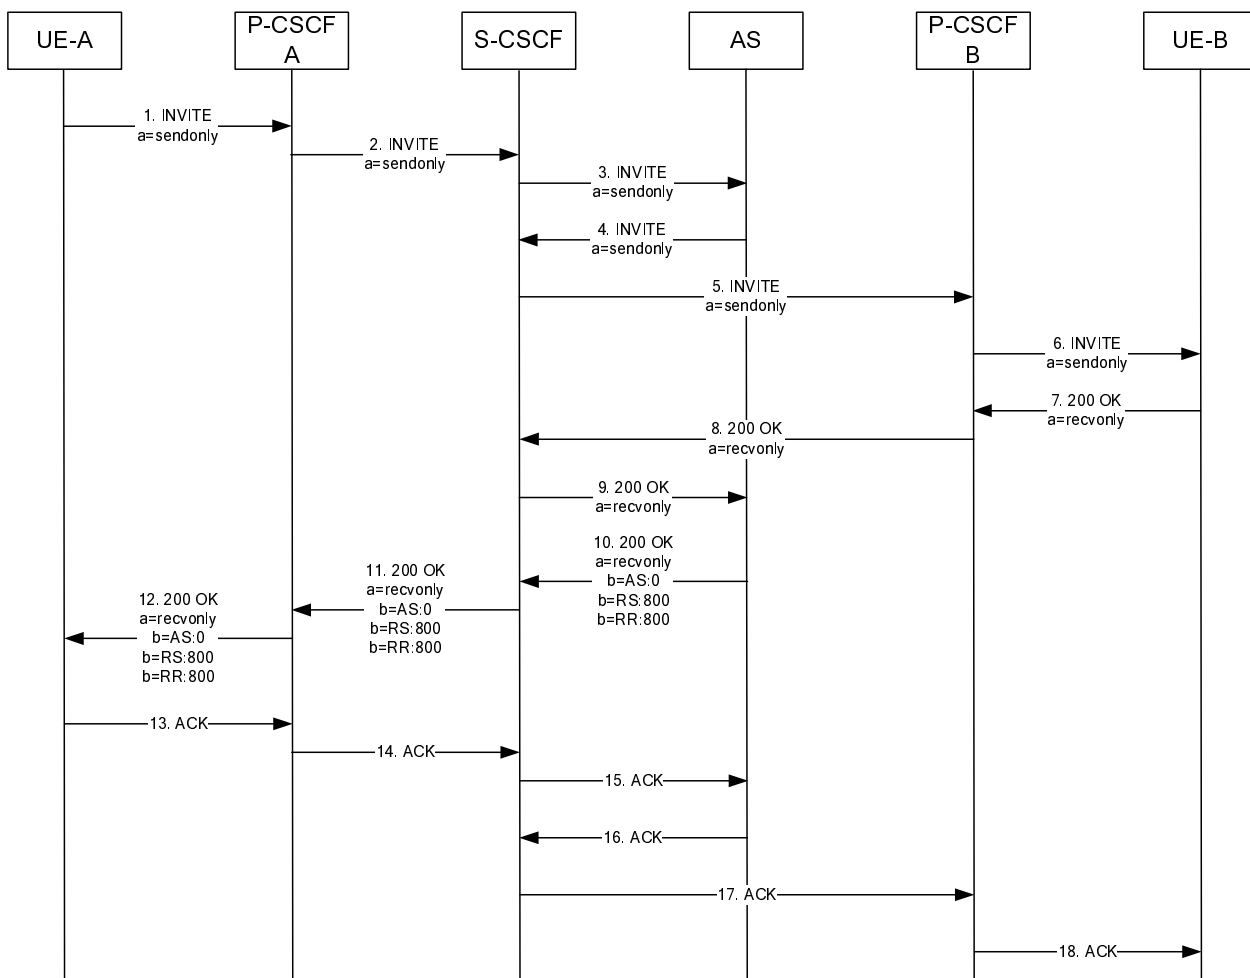 UE-A
P-CSCF
A
S-CSCF
AS
P-CSCF
B
UE-B
1. INVITE
a=sendonly
2. INVITE
a=sendonly
3. INVITE
a=sendonly
4. INVITE
a=sendonly
5. INVITE
a=sendonly
6. INVITE
a=sendonly
7. 200 OK
a=recvonly
8. 200 OK
a=recvonly
9. 200 OK
a=recvonly
10. 200 OK
a=recvonly
b=AS:0
b=RS:800
b=RR:800
11. 200 OK
a=recvonly
b=AS:0
b=RS:800
b=RR:800
12. 200 OK
a=recvonly
b=AS:0
b=RS:800
b=RR:800
13. ACK
14. ACK
15. ACK
16. ACK
17. ACK
18. ACK